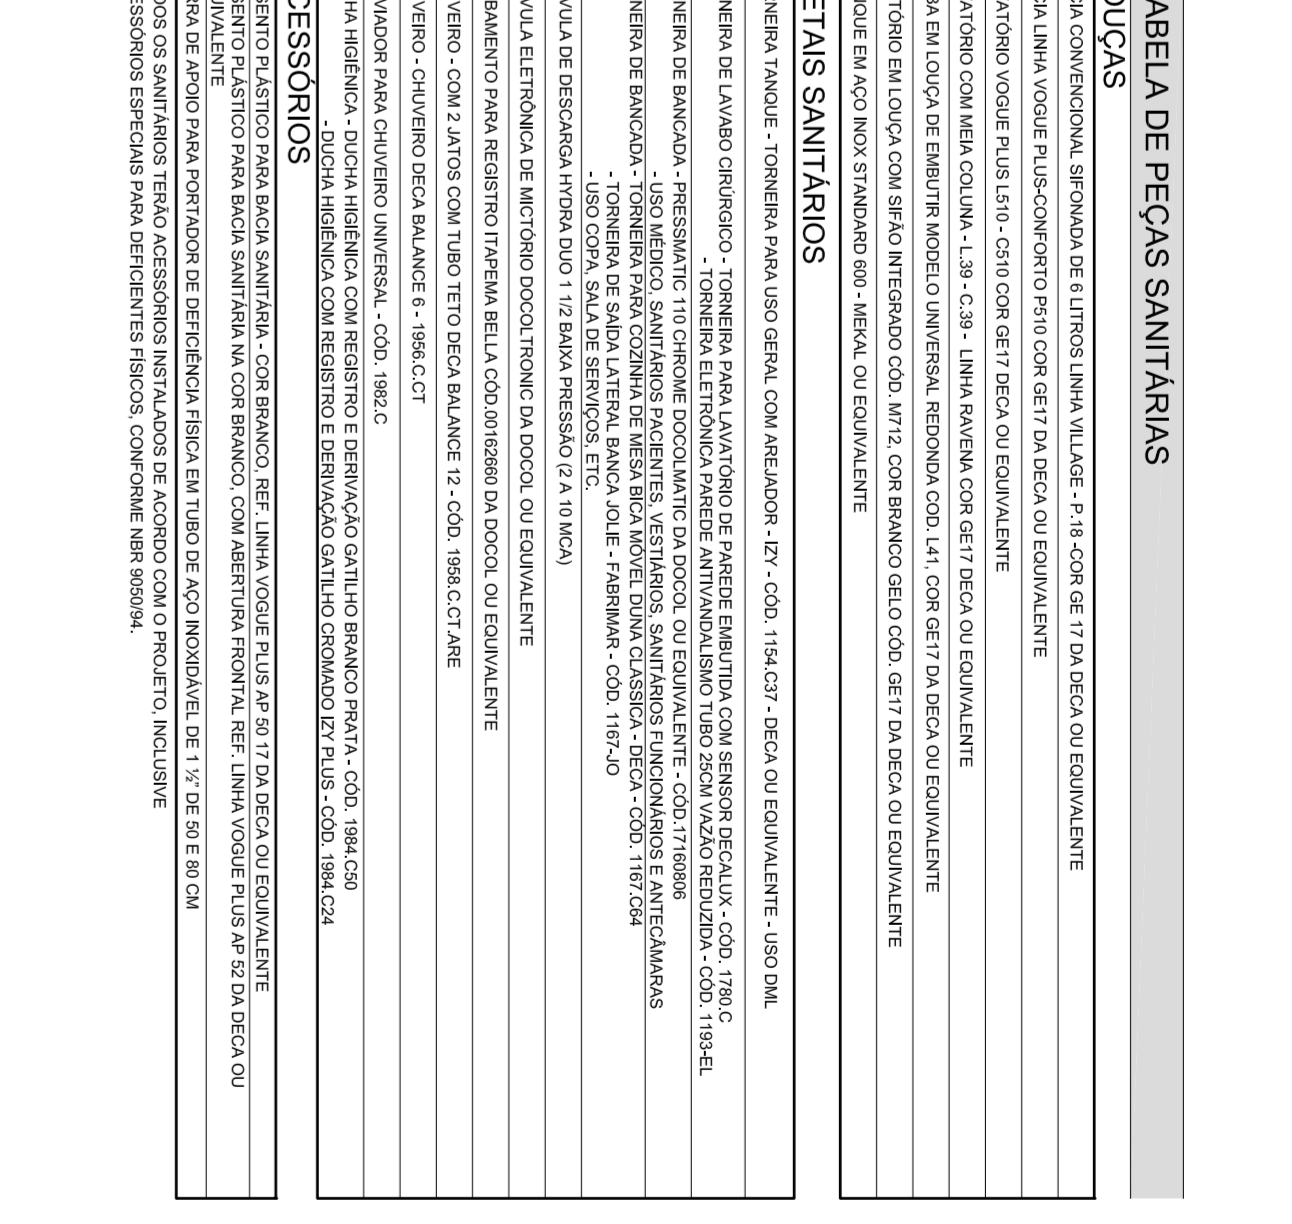 ABELA DE PEÇAS SANITÁRIAS
OUÇAS
CIA CONVENCIONAL SIFONADA DE 6 LITROS LINHA VILLAGE - P.18 -COR GE 17 DA DECA OU EQUIVALENTE
CIA LINHA VOGUE PLUS-CONFORTO P510 COR GE17 DA DECA OU EQUIVALENTE
ATÓRIO VOGUE PLUS L510 - C510 COR GE17 DECA OU EQUIVALENTE
ATÓRIO COM MEIA COLUNA - L.39 - C.39 - LINHA RAVENA COR GE17 DECA OU EQUIVALENTE
BA EM LOUÇA DE EMBUTIR MODELO UNIVERSAL REDONDA COD. L41, COR GE17 DA DECA OU EQUIVALENTE
TÓRIO EM LOUÇA COM SIFÃO INTEGRADO CÓD. M712, COR BRANCO GELO CÓD. GE17 DA DECA OU EQUIVALENTE
IQUE EM AÇO INOX STANDARD 600 - MEKAL OU EQUIVALENTE
ETAIS SANITÁRIOS
NEIRA TANQUE - TORNEIRA PARA USO GERAL COM AREJADOR - IZY - CÓD. 1154.C37 - DECA OU EQUIVALENTE - USO DML
NEIRA DE LAVABO CIRÚRGICO - TORNEIRA PARA LAVATÓRIO DE PAREDE EMBUTIDA COM SENSOR DECALUX - CÓD. 1780.C
- TORNEIRA ELETRÔNICA PAREDE ANTIVANDALISMO TUBO 25CM VAZÃO REDUZIDA - CÓD. 1193-EL
NEIRA DE BANCADA - PRESSMATIC 110 CHROME DOCOLMATIC DA DOCOL OU EQUIVALENTE - CÓD.17160806
- USO MÉDICO, SANITÁRIOS PACIENTES, VESTIÁRIOS, SANITÁRIOS FUNCIONÁRIOS E ANTECÂMARAS
NEIRA DE BANCADA - TORNEIRA PARA COZINHA DE MESA BICA MÓVEL DUNA CLASSICA - DECA - CÓD. 1167.C64
- TORNEIRA DE SAÍDA LATERAL BANCA JOLIE - FABRIMAR - CÓD. 1167-JO
- USO COPA, SALA DE SERVIÇOS, ETC.
VULA DE DESCARGA HYDRA DUO 1 1/2 BAIXA PRESSÃO (2 A 10 MCA)
VULA ELETRÔNICA DE MICTÓRIO DOCOLTRONIC DA DOCOL OU EQUIVALENTE
BAMENTO PARA REGISTRO ITAPEMA BELLA CÓD.00162660 DA DOCOL OU EQUIVALENTE
VEIRO - COM 2 JATOS COM TUBO TETO DECA BALANCE 12 - CÓD. 1958.C.CT.ARE
VEIRO - CHUVEIRO DECA BALANCE 6 - 1956.C.CT
VIADOR PARA CHUVEIRO UNIVERSAL - CÓD. 1982.C
HA HIGIÊNICA - DUCHA HIGIÊNICA COM REGISTRO E DERIVAÇÃO GATILHO BRANCO PRATA - CÓD. 1984.C50
- DUCHA HIGIÊNICA COM REGISTRO E DERIVAÇÃO GATILHO CROMADO IZY PLUS - CÓD. 1984.C24
CESSÓRIOS
SENTO PLÁSTICO PARA BACIA SANITÁRIA - COR BRANCO, REF. LINHA VOGUE PLUS AP 50 17 DA DECA OU EQUIVALENTE
SENTO PLÁSTICO PARA BACIA SANITÁRIA NA COR BRANCO, COM ABERTURA FRONTAL REF. LINHA VOGUE PLUS AP 52 DA DECA OU
UIVALENTE
RRA DE APOIO PARA PORTADOR DE DEFICIÊNCIA FÍSICA EM TUBO DE AÇO INOXIDÁVEL DE 1 ½" DE 50 E 80 CM
DOS OS SANITÁRIOS TERÃO ACESSÓRIOS INSTALADOS DE ACORDO COM O PROJETO, INCLUSIVE
ESSÓRIOS ESPECIAIS PARA DEFICIENTES FÍSICOS, CONFORME NBR 9050/94.